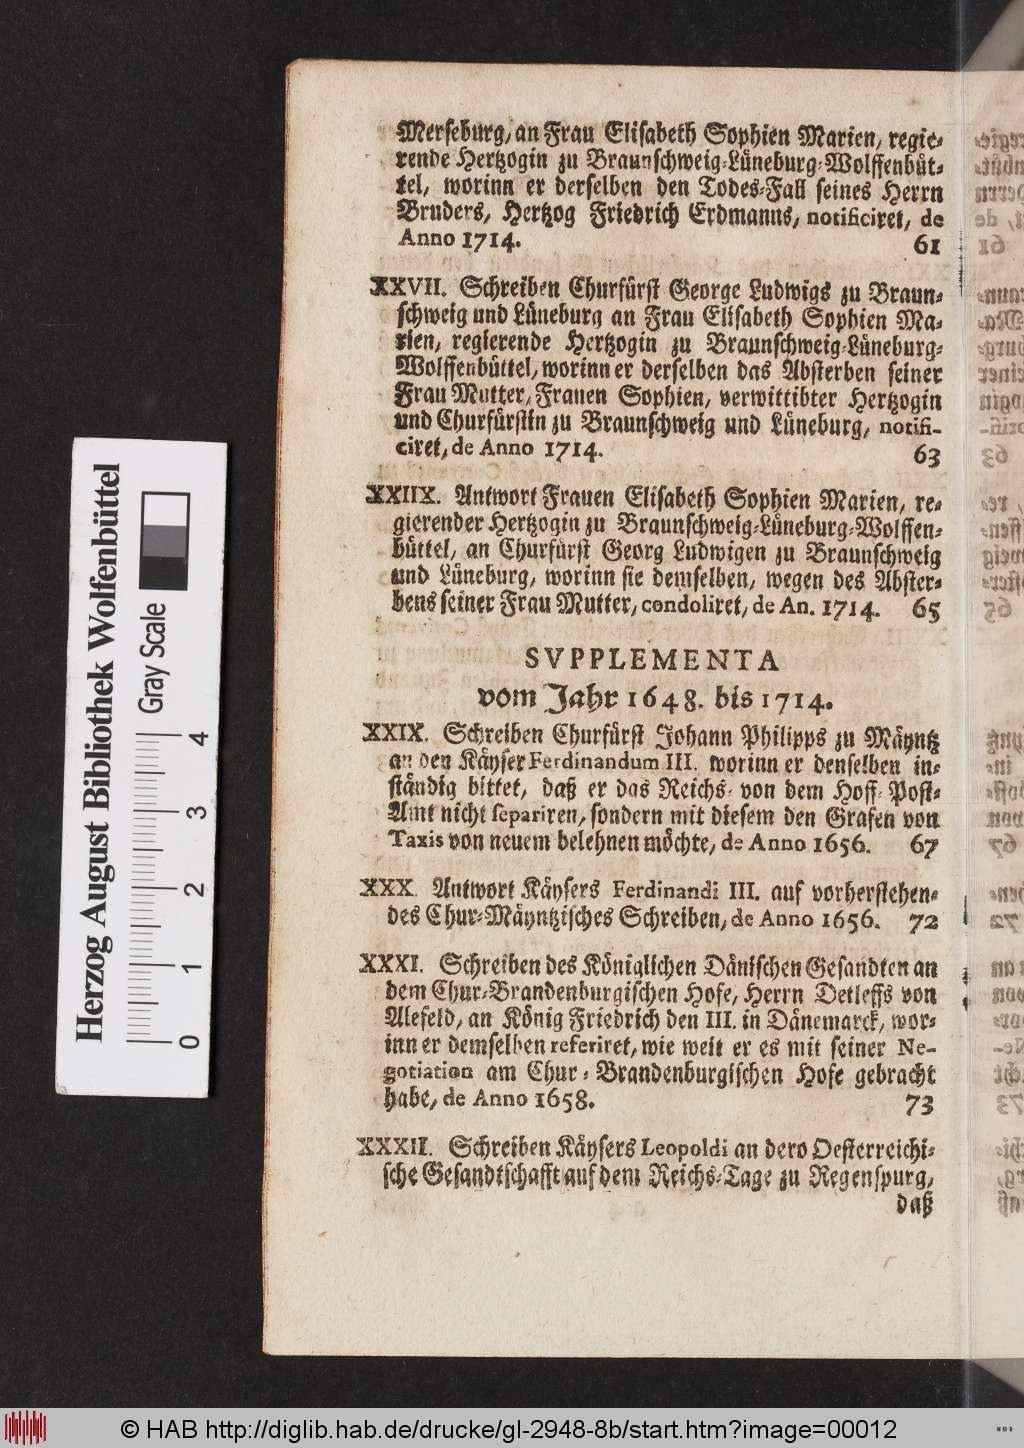 Merseburg, an Frau Elisabeth Sophien Marien, regie-
rende Hertzogin zu Braunschweig-Lüneburg-Wolffenbüt-
tel, worinn er derselben den Todes-Fall seines Herrn
Bruders, Hertzog Friedrich Erdmanns, notificiret, de
Anno 1714. 61
XXVII. Schreiben Churfürst George Ludwigs zu Braun-
schweig und Lüneburg an Frau Elisabeth Sophien Ma-
rien, regierende Hertzogin zu Braunschweig-Lüneburg-
Wolffenbüttel, worinn er derselben das Absterben seiner
Frau Mutter, Frauen Sophien, verwittibter Hertzogin
und Churfürstin zu Braunschweig und Lüneburg, notifi-
ciret, de Anno 1714. 63
XXIIX. Antwort Frauen Elisabeth Sophien Marien, re-
gierender Hertzogin zu Braunschweig-Lüneburg-Wolffen-
büttel, an Churfürst Georg Ludwigen zu Braunschweig
und Lüneburg, worinn sie demselben, wegen des Abster-
bens seiner Frau Mutter, condoliret, de An. 1714. 65
SVPPLEMENTA
vom Jahr 1648. bis 1714.
XXIX. Schreiben Churfürst Johann Philipps zu Mäyntz
an den Käyser Ferdinandum III. worinn er denselben in-
ständig bittet, daß er das Reichs- von dem Hoff-Post-
Amt nicht separiren, sondern mit diesem den Grafen von
Taxis von neuem belehnen möchte, de Anno 1656. 67
XXX. Antwort Käysers Ferdinandi III. auf vorherstehen-
des Chur-Mäyntzisches Schreiben, de Anno 1656. 72
XXXI. Schreiben des Königlichen Dänischen Gesandten an
dem Chur-Brandenburgischen Hofe, Herrn Detleffs von
Alefeld, an König Friedrich den III. in Dänemarck, wor-
inn er demselben referiret, wie weit er es mit seiner Ne-
gotiation am Chur-Brandenburgischen Hofe gebracht
habe, de Anno 1658. 73
XXXII. Schreiben Käysers Leopoldi an dero Oesterreichi-
sche Gesandtschafft auf dem Reichs-Tage zu Regenspurg,
daß
Herzog August Bibliothek Wolfenbüttel
Gray Scale
0 1 2 3 4
© HAB http://diglib.hab.de/drucke/gl-2948-8b/start.htm?image=00012